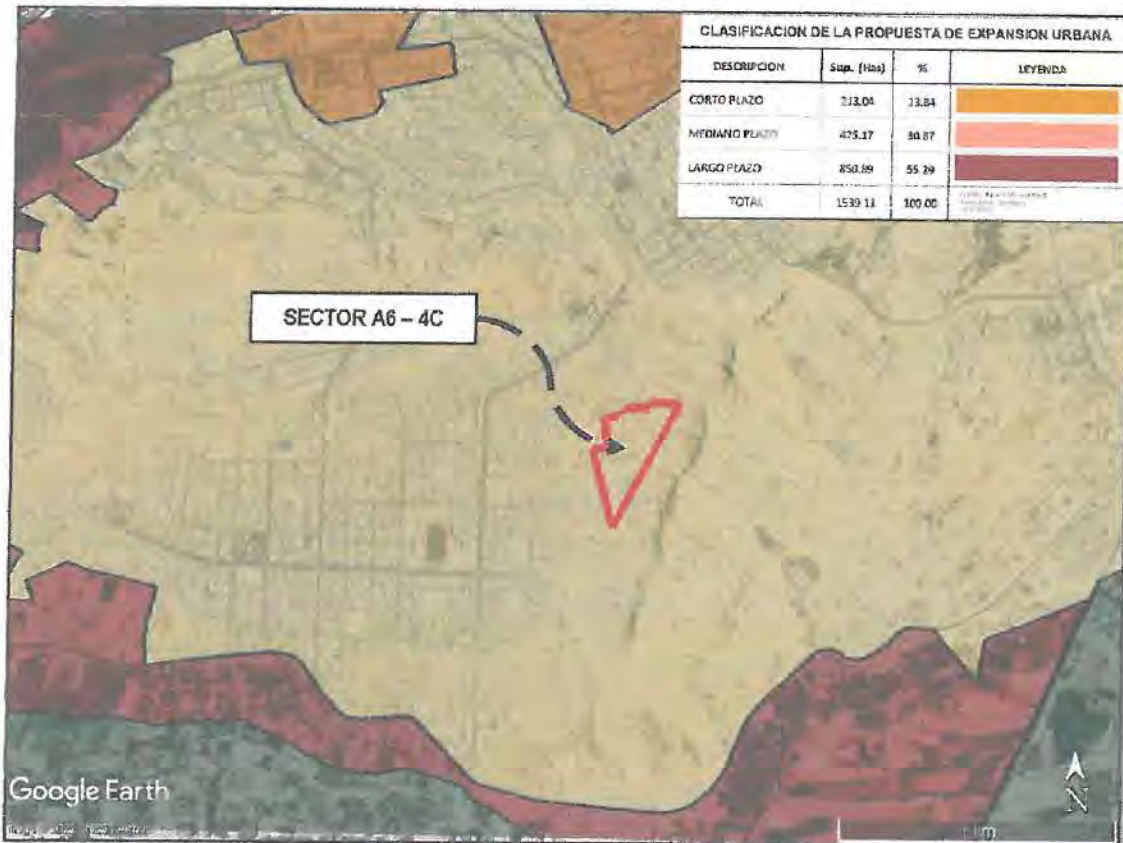 CLASIFICACION DE LA PROPUESTA DE EXPANSION URBANA
DESCRIPCION Sup. (Has) % LEYENDA
CORTO PLAZO 213.04 13.84
MEDIANO PLAZO 475.17 30.87
LARGO PLAZO 850.89 55.29
TOTAL 1539.11 100.00
SECTOR A6 – 4C
Google Earth
N